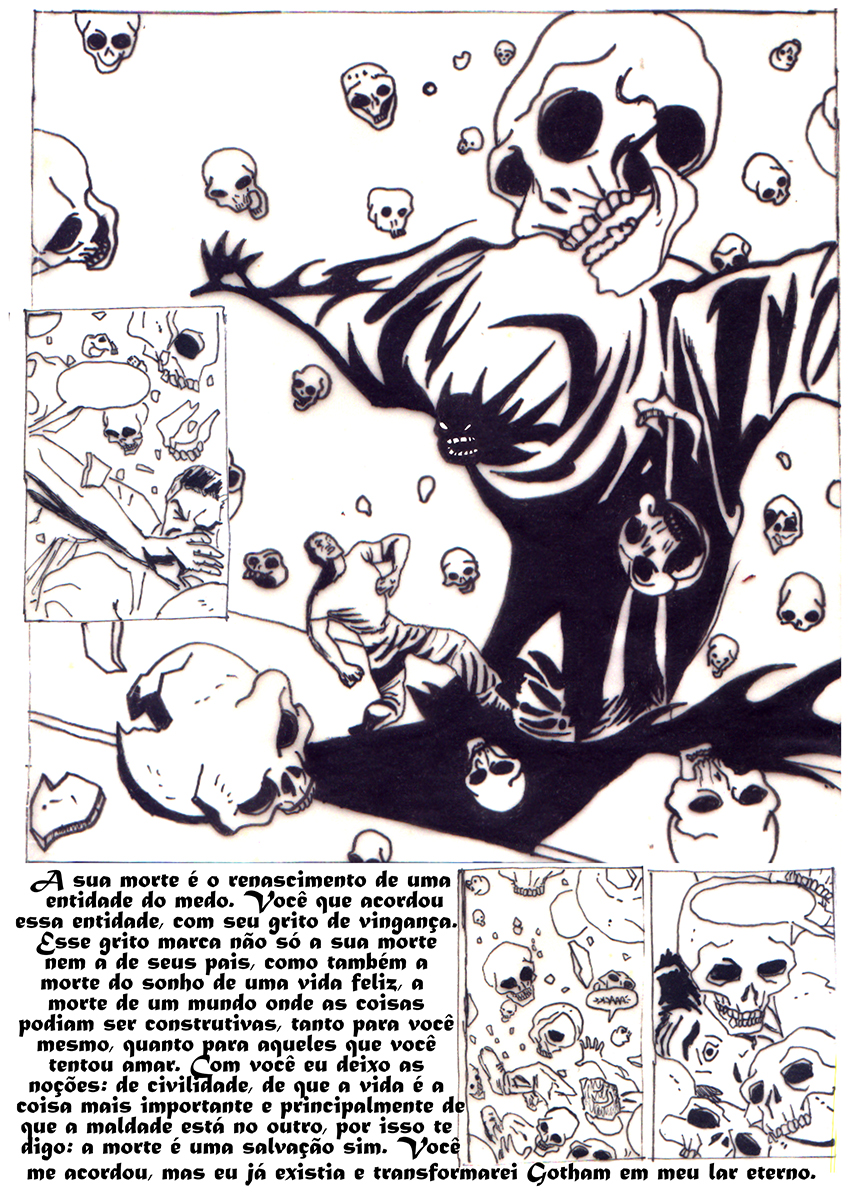 XXAAAC
A sua morte é o renascimento de uma
entidade do medo. Você que acordou
essa entidade, com seu grito de vingança.
Esse grito marca não só a sua morte
nem a de seus pais, como também a
morte do sonho de uma vida feliz, a
morte de um mundo onde as coisas
podiam ser construtivas, tanto para você
mesmo, quanto para aqueles que você
tentou amar. Com você eu deixo as
noções: de civilidade, de que a vida é a
coisa mais importante e principalmente de
que a maldade está no outro, por isso te
digo: a morte é uma salvação sim. Você
me acordou, mas eu já existia e transformarei Gotham em meu lar eterno.